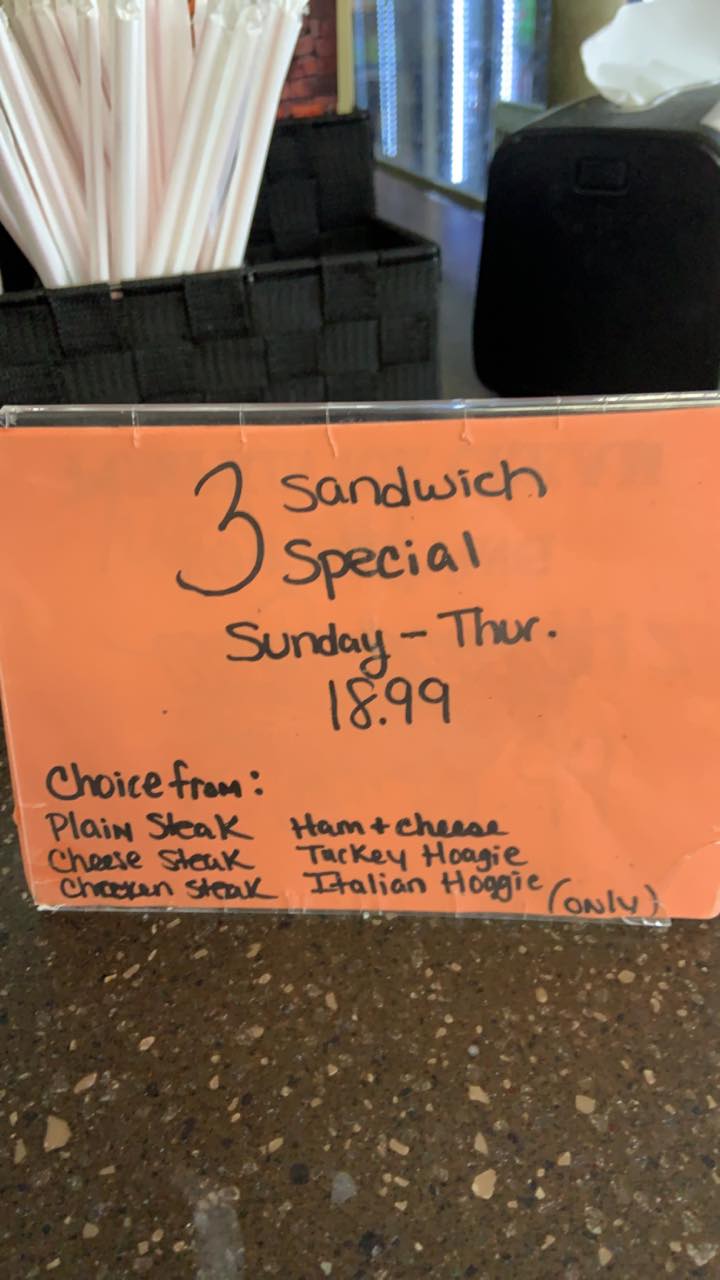 3 Sandwich
Special
Sunday - Thur.
18.99
Choice from:
Plain Steak Ham + cheese
Cheese Steak Turkey Hoagie
Chicken Steak Italian Hoagie (only)